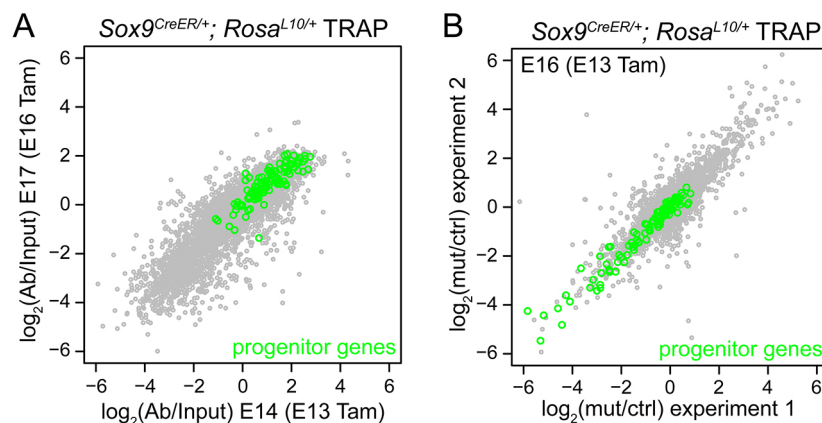 A
Sox9CreER/+; RosaL10/+ TRAP
log2(Ab/Input) E17 (E16 Tam)
6
4
2
0
−2
−4
−6
progenitor genes
−6 −4 −2 0 2 4 6
log2(Ab/Input) E14 (E13 Tam)
B
Sox9CreER/+; RosaL10/+ TRAP
E16 (E13 Tam)
log2(mut/ctrl) experiment 2
6
4
2
0
−2
−4
−6
progenitor genes
−6 −4 −2 0 2 4 6
log2(mut/ctrl) experiment 1